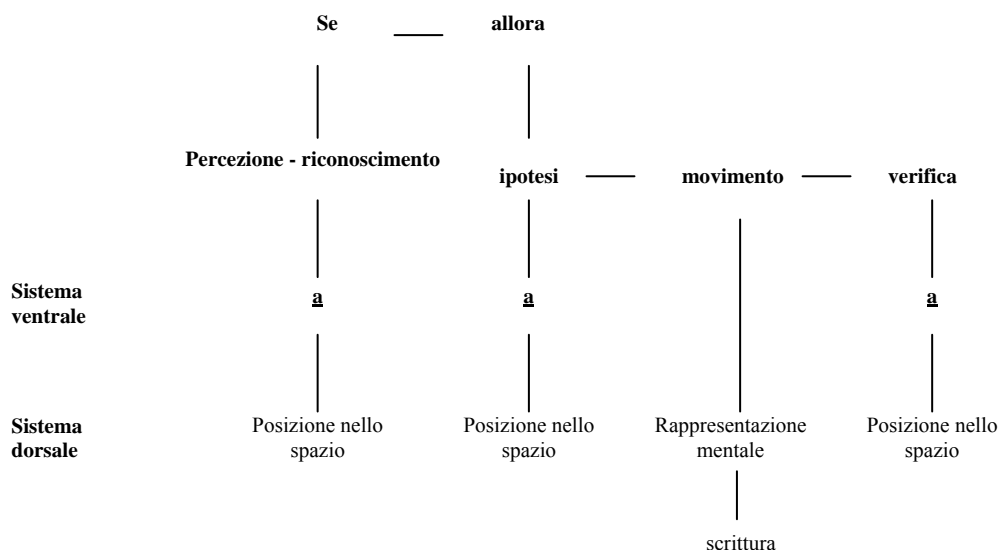 Se allora
Percezione - riconoscimento
ipotesi movimento verifica
Sistema
ventrale
a a a
Sistema
dorsale
Posizione nello
spazio
Posizione nello
spazio
Rappresentazione
mentale
Posizione nello
spazio
scrittura